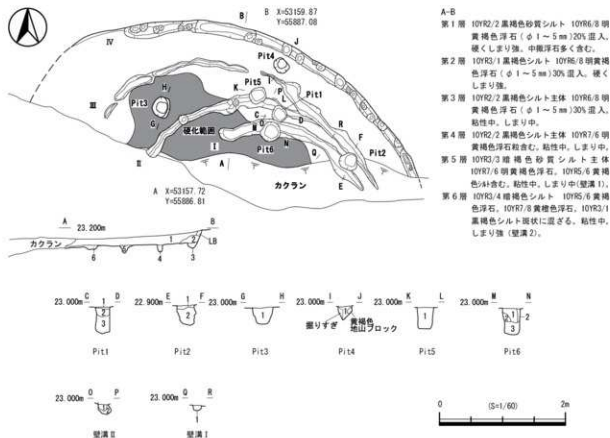 B X=53159.87
Y=55887.08
B
J
Ⅳ
Pit4
Ⅰ
Pit1
P
H
K
Pit5
L
Ⅲ
Pit3
C
D
R
O
F
G
硬化範囲
M
Pit6
N
Pit2
Ⅰ
Q
Ⅱ
A
E
カクラン
A X=53157.72
Y=55886.81
A-B
第1層 10YR2/2 黒褐色砂質シルト 10YR6/8 明
黄褐色浮石(φ1～5㎜)20%混入。
硬くしまり強。中掫浮石多く含む。
第2層 10YR3/1 黒褐色シルト 10YR6/8 明黄褐
色浮石(φ1～5㎜)30%混入。硬く
しまり強。
第3層 10YR2/2 黒褐色シルト主体 10YR6/8 明
黄褐色浮石(φ1～5㎜)30%混入。
粘性中、しまり中。
第4層 10YR2/2 黒褐色シルト主体 10YR7/6 明
黄褐色浮石粒含む。粘性中、しまり中。
第5層 10YR3/3 暗褐色砂質シルト主体
10YR7/6 明黄褐色浮石、10YR5/6 黄褐
色シルト含む。粘性中、しまり中(壁溝1)。
第6層 10YR3/4 暗褐色シルト 10YR5/6 黄褐
色浮石、10YR7/8 黄橙色浮石、10YR3/1
黒褐色シルト斑状に混ざる。粘性中、
しまり強(壁溝2)。
A 23.200m B
カクラン 1 2 LB
6 5 4 3
C D
23.000m 1
2
3
Pit1
E F
22.900m 1
2
Pit2
G H
23.000m
1
Pit3
I J
23.000m
1
掘りすぎ 黄褐色
地山ブロック
Pit4
K L
23.000m
1
Pit5
M N
23.000m
1 2
3
Pit6
O P
23.000m
壁溝Ⅱ
Q R
23.000m
壁溝Ⅰ
0 (S=1/60) 2m